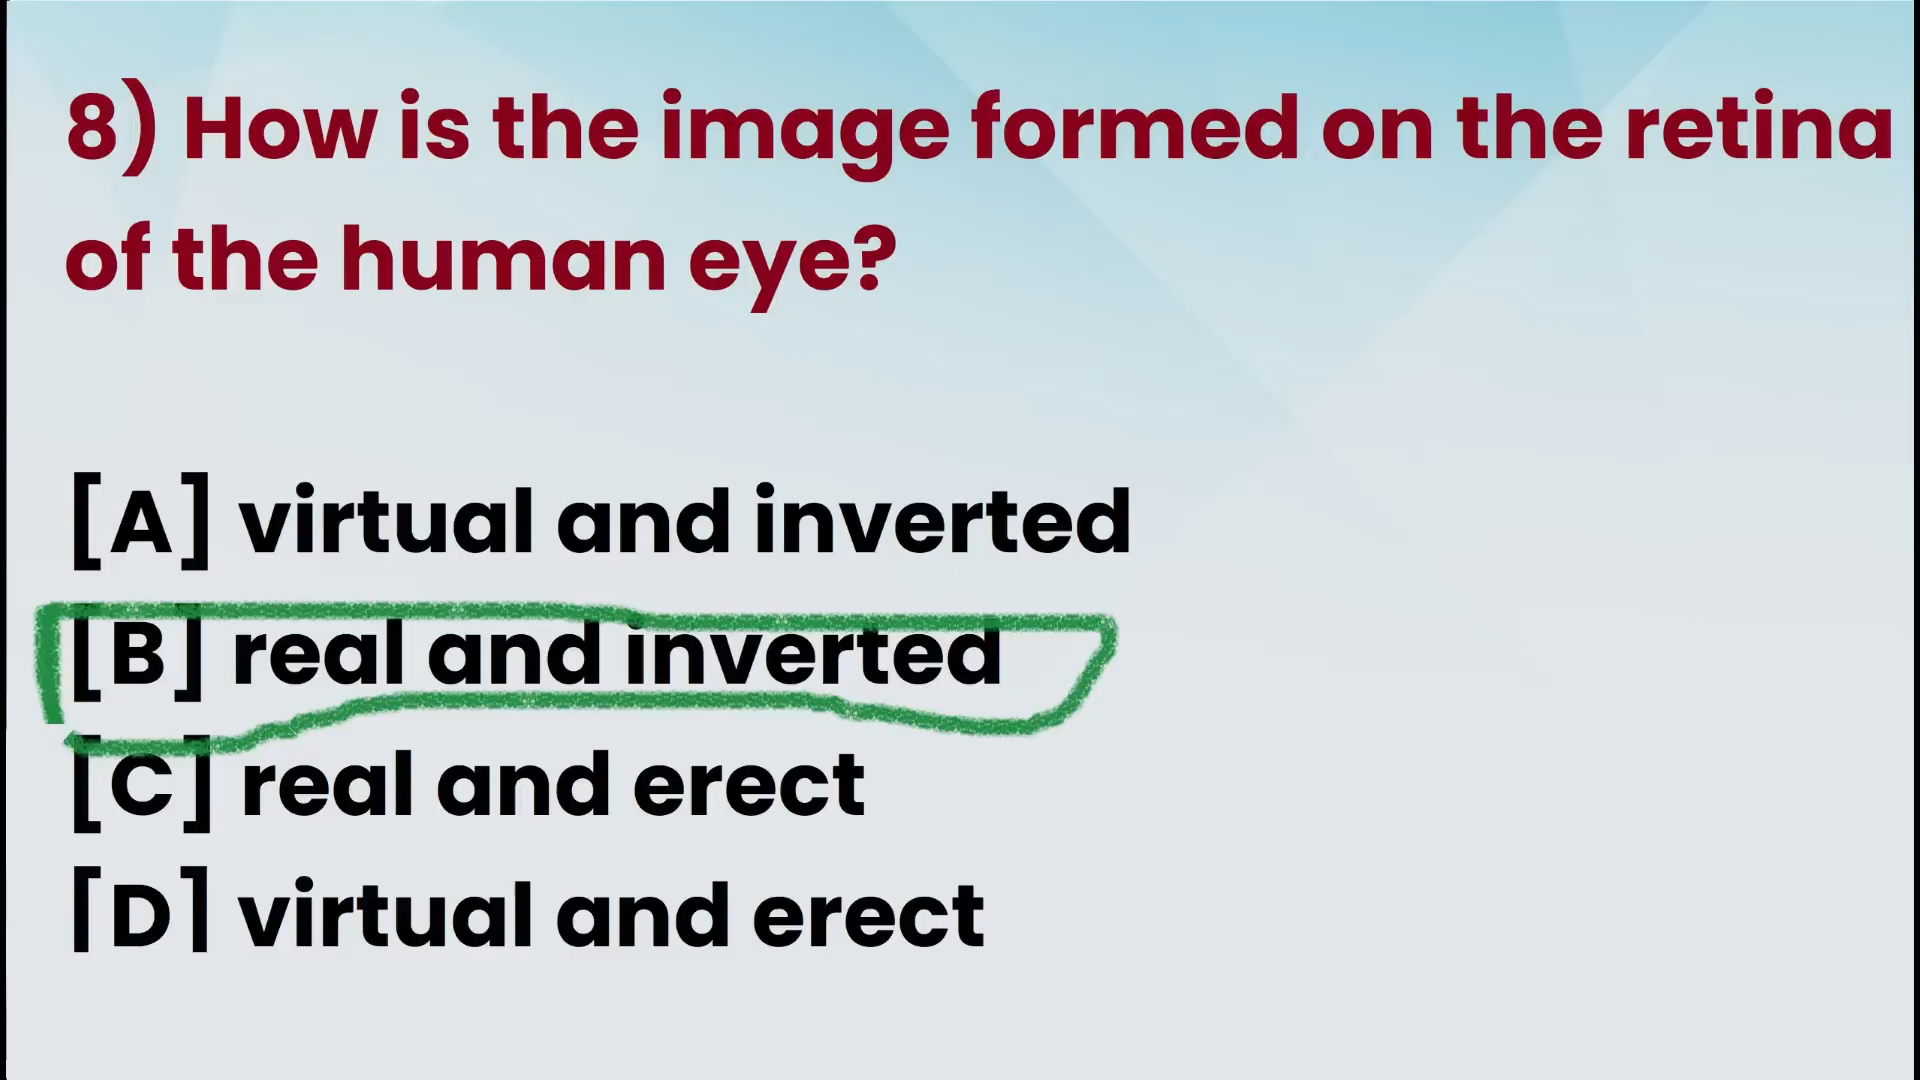 8) How is the image formed on the retina
of the human eye?
[A] virtual and inverted
[B] real and inverted
[C] real and erect
[D] virtual and erect